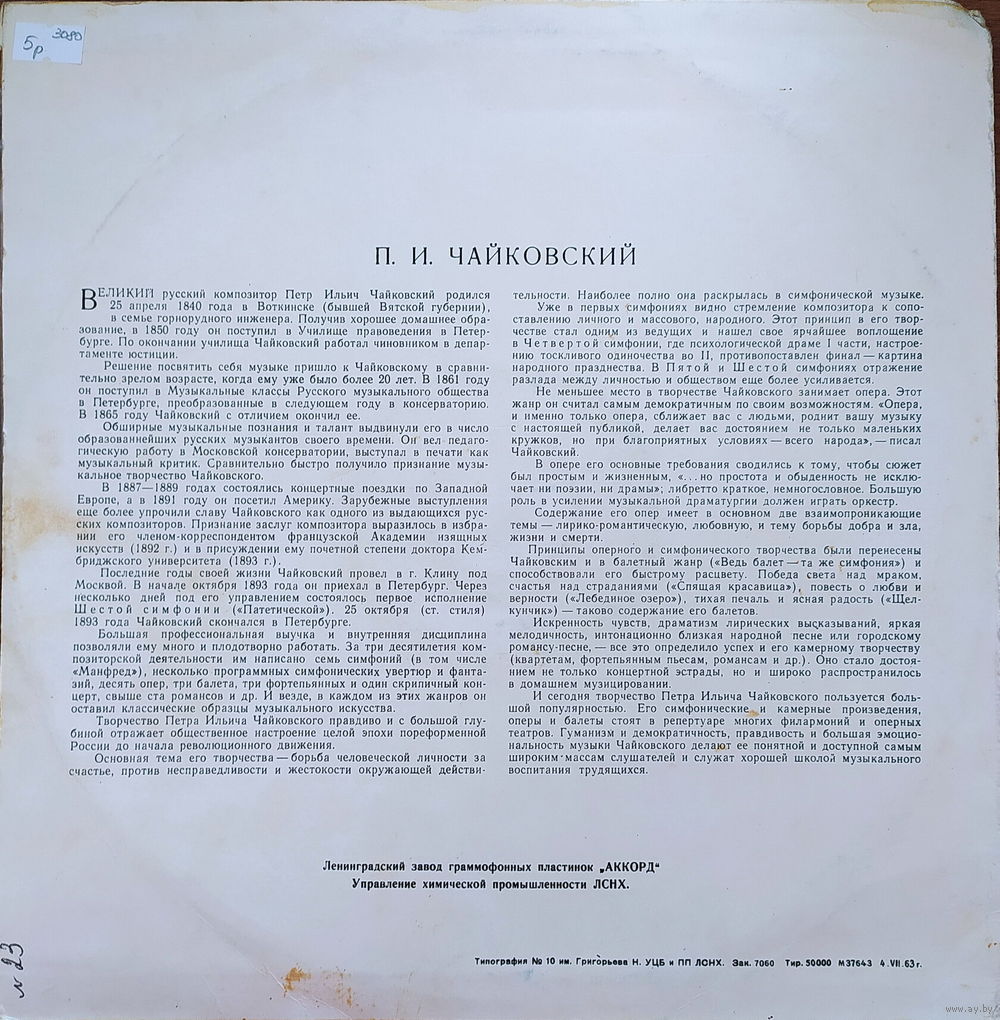 5р 3080
П. И. ЧАЙКОВСКИЙ
ВЕЛИКИЙ русский композитор Петр Ильич Чайковский родился
25 апреля 1840 года в Воткинске (бывшей Вятской губернии),
в семье горнорудного инженера. Получив хорошее домашнее обра-
зование, в 1850 году он поступил в Училище правоведения в Петер-
бурге. По окончании училища Чайковский работал чиновником в депар-
таменте юстиции.
Решение посвятить себя музыке пришло к Чайковскому в сравни-
тельно зрелом возрасте, когда ему уже было более 20 лет. В 1861 году
он поступил в Музыкальные классы Русского музыкального общества
в Петербурге, преобразованные в следующем году в консерваторию.
В 1865 году Чайковский с отличием окончил ее.
Обширные музыкальные познания и талант выдвинули его в число
образованнейших русских музыкантов своего времени. Он вел педаго-
гическую работу в Московской консерватории, выступал в печати как
музыкальный критик. Сравнительно быстро получило признание музы-
кальное творчество Чайковского.
В 1887—1889 годах состоялись концертные поездки по Западной
Европе, а в 1891 году он посетил Америку. Зарубежные выступления
еще более упрочили славу Чайковского как одного из выдающихся рус-
ских композиторов. Признание заслуг композитора выразилось в избра-
нии его членом-корреспондентом французской Академии изящных
искусств (1892 г.) и в присуждении ему почетной степени доктора Кем-
бриджского университета (1893 г.).
Последние годы своей жизни Чайковский провел в г. Клину под
Москвой. В начале октября 1893 года он приехал в Петербург. Через
несколько дней под его управлением состоялось первое исполнение
Шестой симфонии («Патетической»). 25 октября (ст. стиля)
1893 года Чайковский скончался в Петербурге.
Большая профессиональная выучка и внутренняя дисциплина
позволяли ему много и плодотворно работать. За три десятилетия ком-
позиторской деятельности им написано семь симфоний (в том числе
«Манфред»), несколько программных симфонических увертюр и фанта-
зий, десять опер, три балета, три фортепьянных и один скрипичный кон-
церт, свыше ста романсов и др. И везде, в каждом из этих жанров он
оставил классические образцы музыкального искусства.
Творчество Петра Ильича Чайковского правдиво и с большой глу-
биной отражает общественное настроение целой эпохи пореформенной
России до начала революционного движения.
Основная тема его творчества—борьба человеческой личности за
счастье, против несправедливости и жестокости окружающей действи-
тельности. Наиболее полно она раскрылась в симфонической музыке.
Уже в первых симфониях видно стремление композитора к сопо-
ставлению личного и массового, народного. Этот принцип в его твор-
честве стал одним из ведущих и нашел свое ярчайшее воплощение
в Четвертой симфонии, где психологической драме I части, настрое-
нию тоскливого одиночества во II, противопоставлен финал—картина
народного празднества. В Пятой и Шестой симфониях отражение
разлада между личностью и обществом еще более усиливается.
Не меньшее место в творчестве Чайковского занимает опера. Этот
жанр он считал самым демократичным по своим возможностям. «Опера,
и именно только опера, сближает вас с людьми, роднит вашу музыку
с настоящей публикой, делает вас достоянием не только маленьких
кружков, но при благоприятных условиях—всего народа»,—писал
Чайковский.
В опере его основные требования сводились к тому, чтобы сюжет
был простым и жизненным, «...но простота и обыденность не исклю-
чает ни поэзии, ни драмы»; либретто краткое, немногословное. Большую
роль в усилении музыкальной драматургии должен играть оркестр.
Содержание его опер имеет в основном две взаимопроникающие
темы—лирико-романтическую, любовную, и тему борьбы добра и зла,
жизни и смерти.
Принципы оперного и симфонического творчества были перенесены
Чайковским и в балетный жанр («Ведь балет—та же симфония») и
способствовали его быстрому расцвету. Победа света над мраком,
счастья над страданиями («Спящая красавица»), повесть о любви и
верности («Лебединое озеро»), тихая печаль и ясная радость («Щел-
кунчик»)—таково содержание его балетов.
Искренность чувств, драматизм лирических высказываний, яркая
мелодичность, интонационно близкая народной песне или городскому
романсу-песне,—все это определило успех и его камерному творчеству
(квартетам, фортепьянным пьесам, романсам и др.). Оно стало достоя-
нием не только концертной эстрады, но и широко распространилось
в домашнем музицировании.
И сегодня творчество Петра Ильича Чайковского пользуется боль-
шой популярностью. Его симфонические и камерные произведения,
оперы и балеты стоят в репертуаре многих филармоний и оперных
театров. Гуманизм и демократичность, правдивость и большая эмоцио-
нальность музыки Чайковского делают ее понятной и доступной самым
широким массам слушателей и служат хорошей школой музыкального
воспитания трудящихся.
Ленинградский завод граммофонных пластинок „АККОРД“
Управление химической промышленности ЛСНХ.
Типография № 10 им. Григорьева Н. УЦБ и ПП ЛСНХ. Зак. 7060 Тир. 50000 М37643 4.VII.63 г.
N 23
www.ay.by